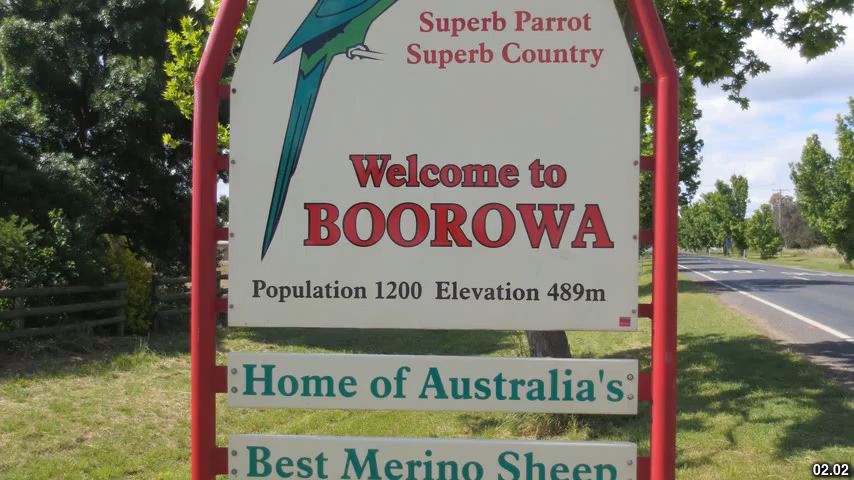 Superb Parrot
Superb Country
Welcome to
BOOROWA
Population 1200 Elevation 489m
Home of Australia's
Best Merino Sheep
02.02